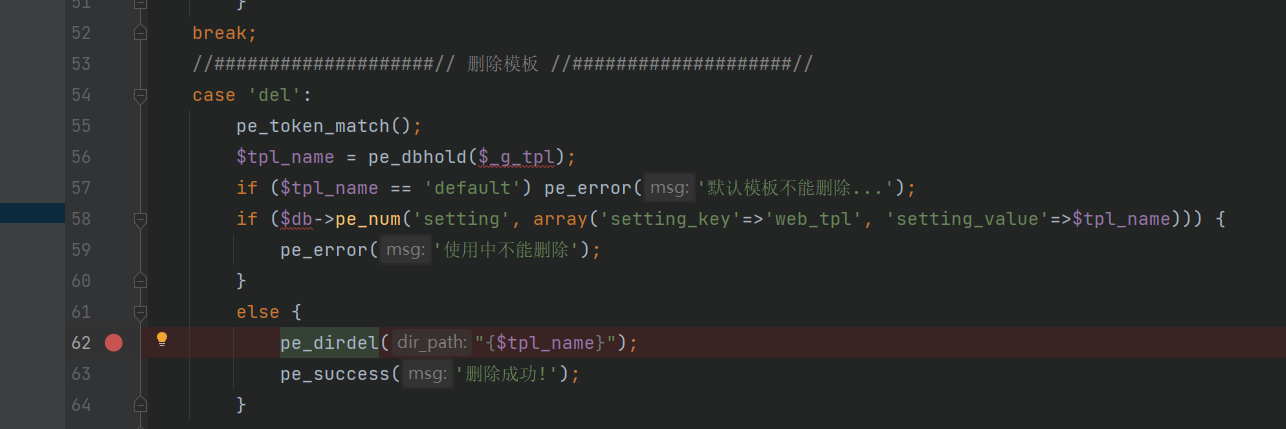 51 }
52 break;
53 //####################// 删除模板 //####################//
54 case 'del':
55 pe_token_match();
56 $tpl_name = pe_dbhold($_g_tpl);
57 if ($tpl_name == 'default') pe_error( msg: '默认模板不能删除...');
58 if ($db->pe_num('setting', array('setting_key'=>'web_tpl', 'setting_value'=>$tpl_name))) {
59 pe_error( msg: '使用中不能删除');
60 }
61 else {
62 pe_dirdel( dir_path: "{$tpl_name}");
63 pe_success( msg: '删除成功!');
64 }